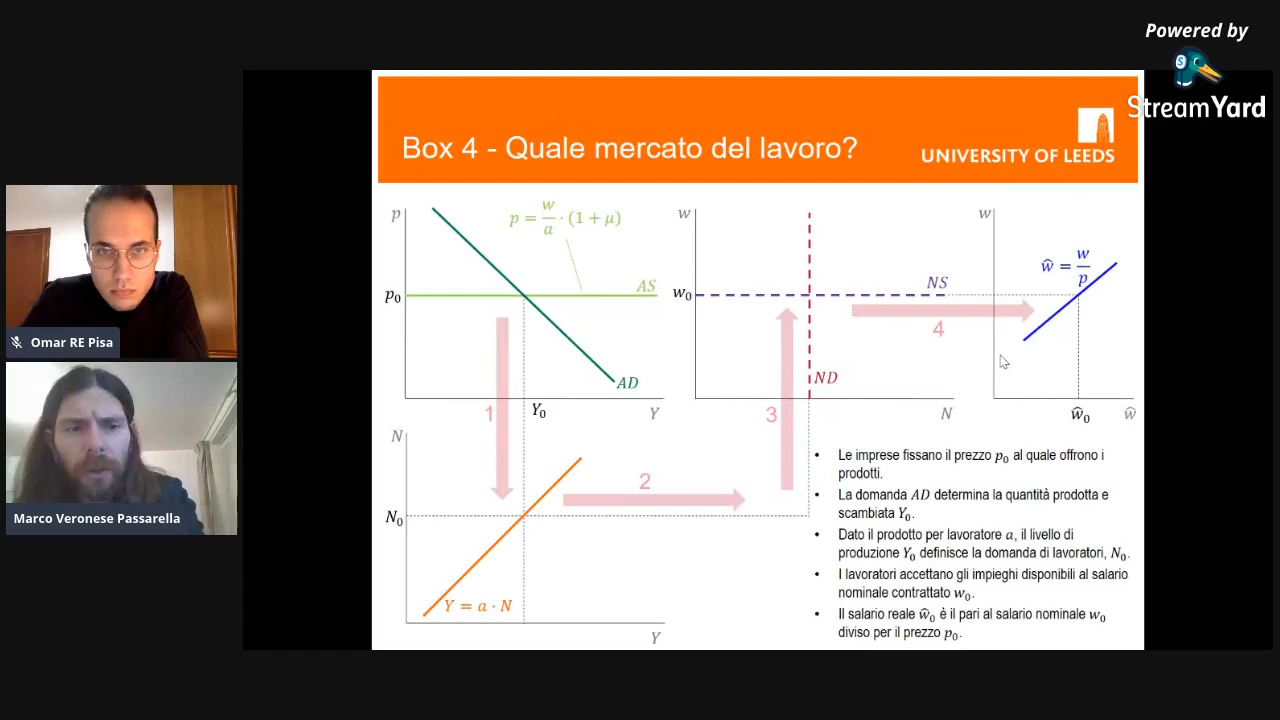 Powered by
StreamYard
Box 4 - Quale mercato del lavoro?
UNIVERSITY OF LEEDS
p
p = w/a · (1 + μ)
AS
p₀
AD
1
Y₀
Y
w
NS
w₀
ND
3
N
w
ŵ = w/p
4
ŵ₀
ŵ
N
2
N₀
Y = a · N
Y
• Le imprese fissano il prezzo p₀ al quale offrono i
prodotti.
• La domanda AD determina la quantità prodotta e
scambiata Y₀.
• Dato il prodotto per lavoratore a, il livello di
produzione Y₀ definisce la domanda di lavoratori, N₀.
• I lavoratori accettano gli impieghi disponibili al salario
nominale contrattato w₀.
• Il salario reale ŵ₀ è il pari al salario nominale w₀
diviso per il prezzo p₀.
Omar RE Pisa
Marco Veronese Passarella